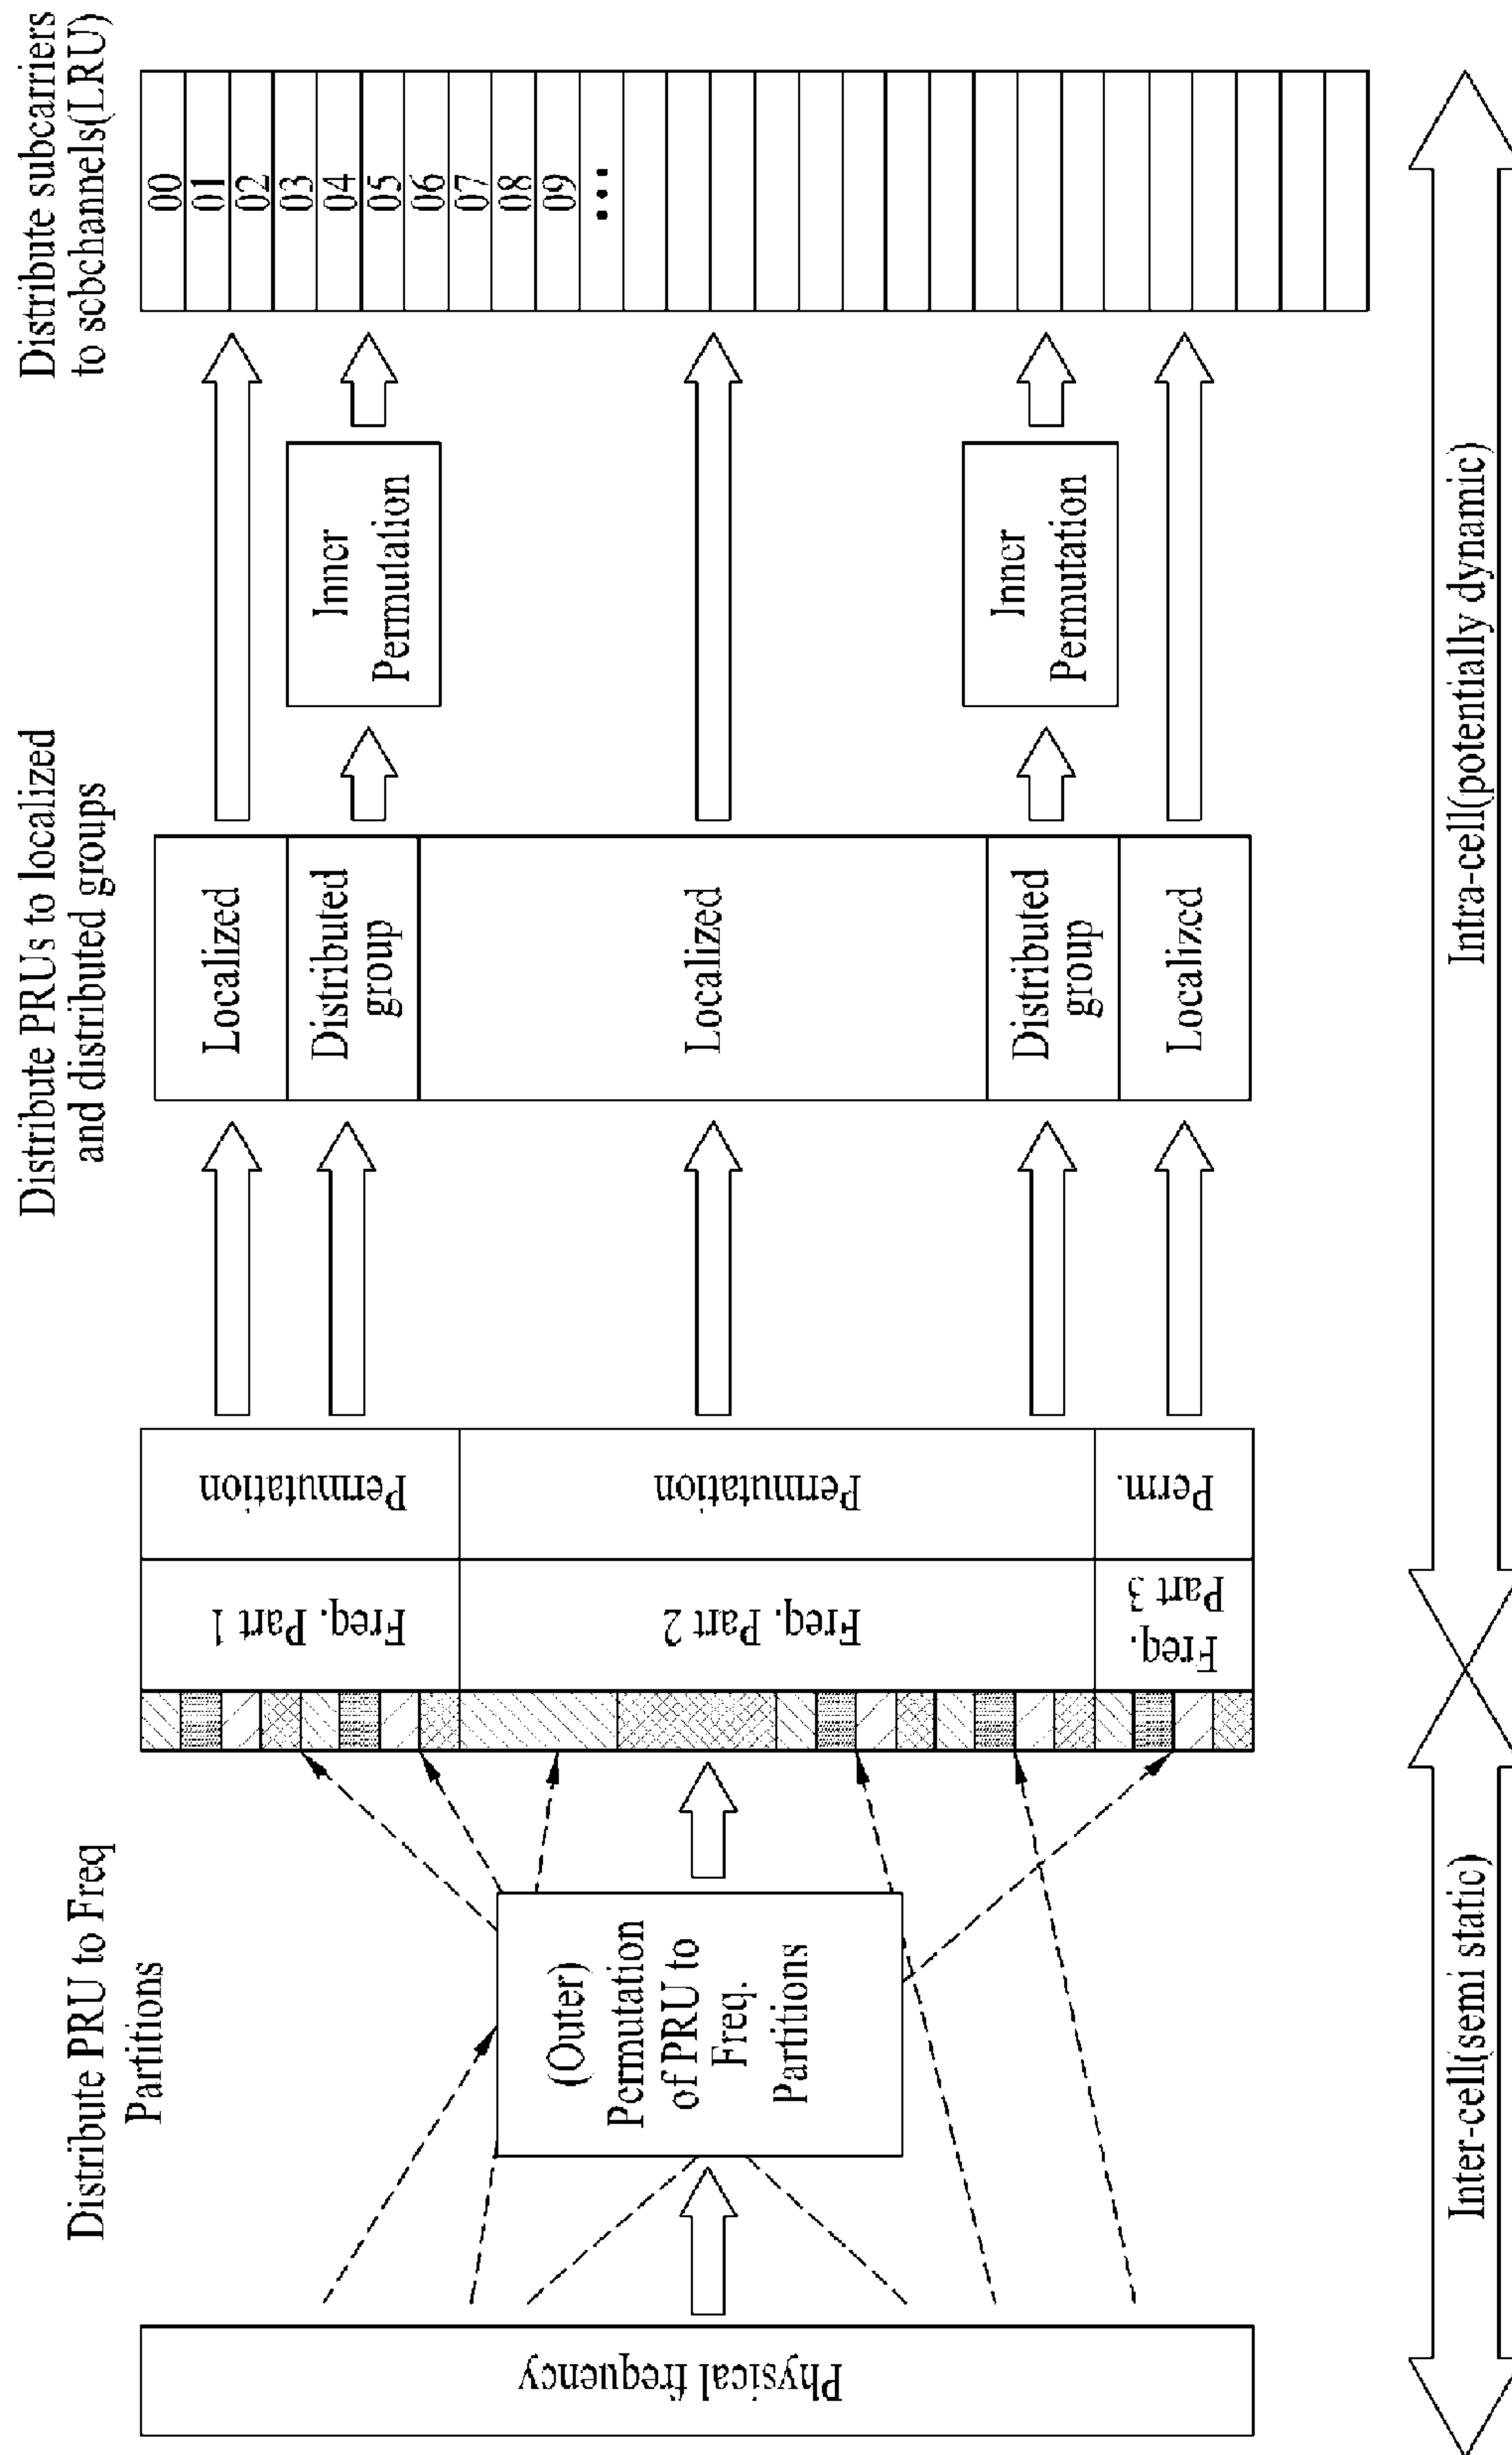 Distribute PRU to Freq
Partitions
Distribute PRUs to localized
and distributed groups
Distribute subcarriers
to scbchannels(LRU)
Physical frequency
(Outer)
Permutation
of PRU to
Freq.
Partitions
Freq. Part 1
Permutation
Freq. Part 2
Permutation
Freq.
Part 3
Perm.
Localized
Distributed
group
Localized
Distributed
group
Localized
Inner
Permutation
Inner
Permutation
00
01
02
03
04
05
06
07
08
09
...
Inter-cell(semi static)
Intra-cell(potentially dynamic)